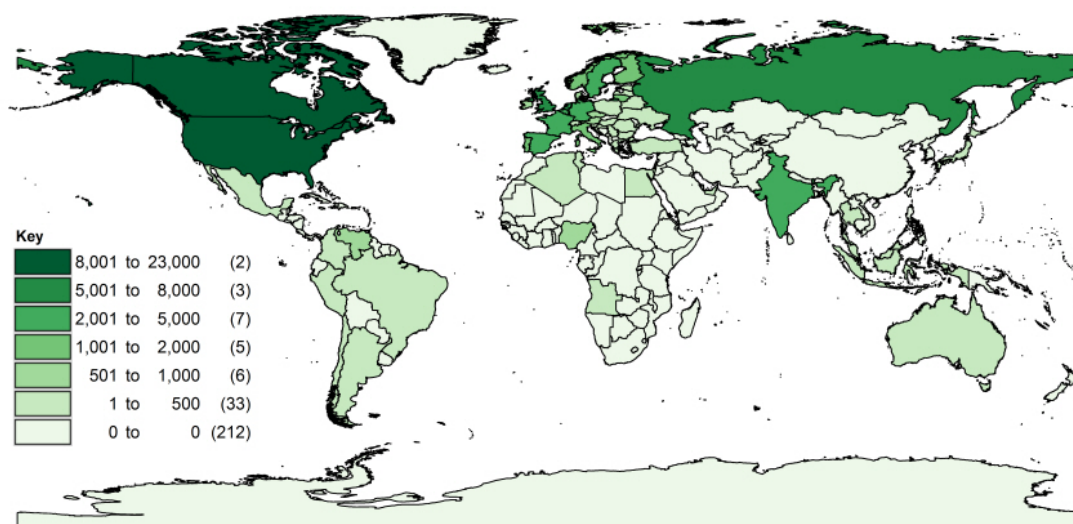 Key
8,001 to 23,000 (2)
5,001 to 8,000 (3)
2,001 to 5,000 (7)
1,001 to 2,000 (5)
501 to 1,000 (6)
1 to 500 (33)
0 to 0 (212)